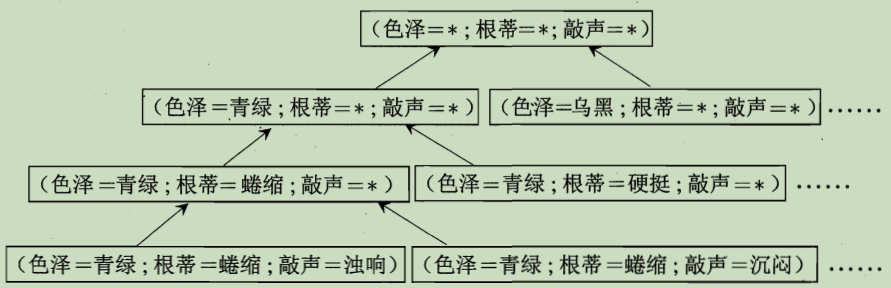 (色泽=*;根蒂=*;敲声=*)
(色泽=青绿;根蒂=*;敲声=*) (色泽=乌黑;根蒂=*;敲声=*) ……
(色泽=青绿;根蒂=蜷缩;敲声=*) (色泽=青绿;根蒂=硬挺;敲声=*) ……
(色泽=青绿;根蒂=蜷缩;敲声=浊响) (色泽=青绿;根蒂=蜷缩;敲声=沉闷) ……